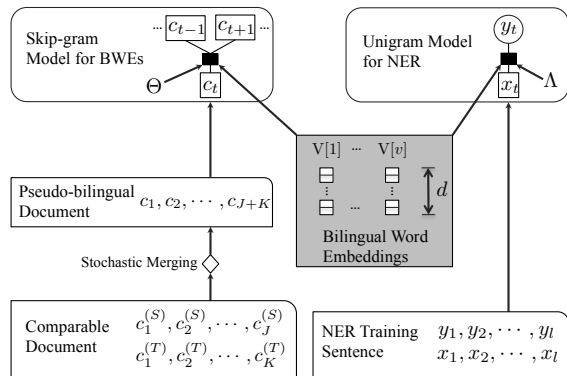 Skip-gram
Model for BWEs
··· c_{t−1} c_{t+1} ···
Θ
c_t
Unigram Model
for NER
y_t
x_t
Λ
V[1] ··· V[v]
d
···
Bilingual Word
Embeddings
Pseudo-bilingual
Document
c_1, c_2, ··· , c_{J+K}
Stochastic Merging
Comparable
Document
c_1^{(S)}, c_2^{(S)}, ··· , c_J^{(S)}
c_1^{(T)}, c_2^{(T)}, ··· , c_K^{(T)}
NER Training
Sentence
y_1, y_2, ··· , y_l
x_1, x_2, ··· , x_l